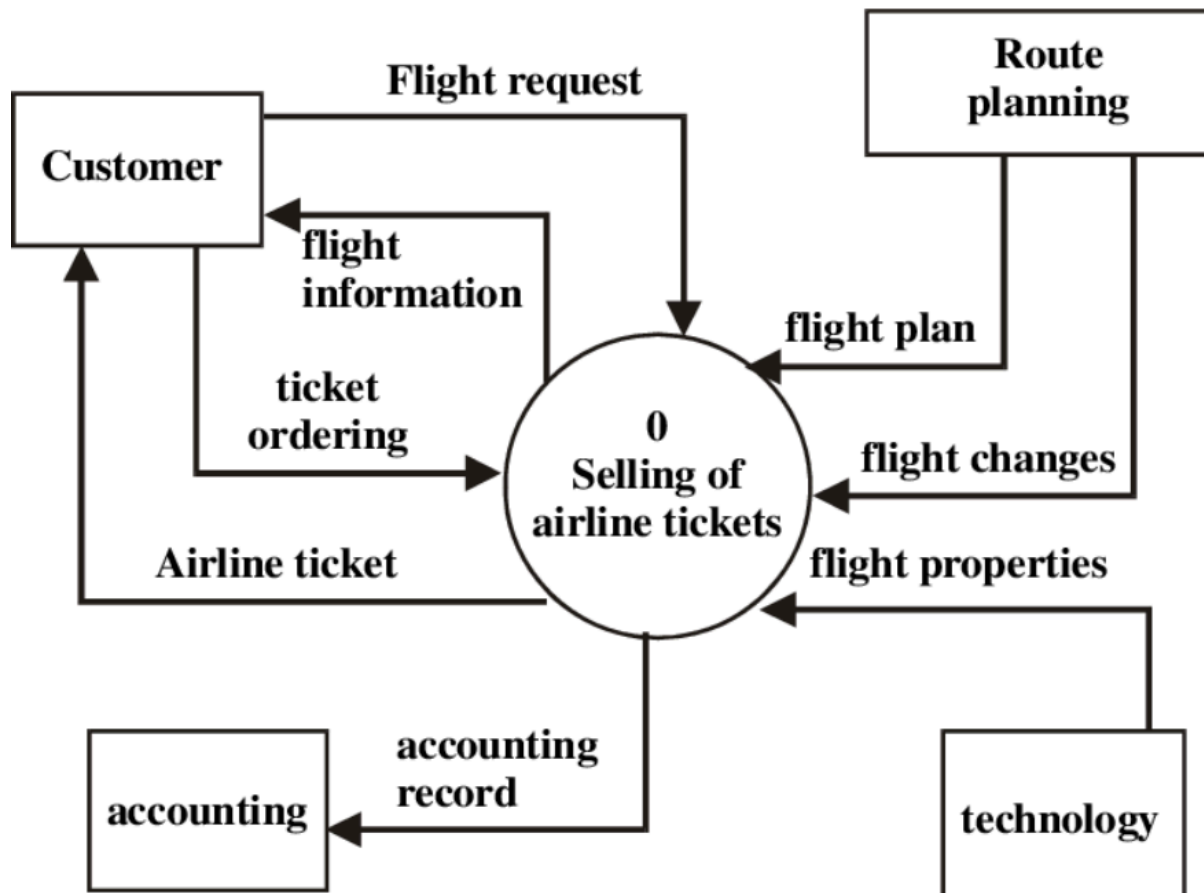 Flight request
Route
planning
Customer
flight
information
flight plan
ticket
ordering
0
Selling of
airline tickets
flight changes
Airline ticket
flight properties
accounting
record
accounting
technology